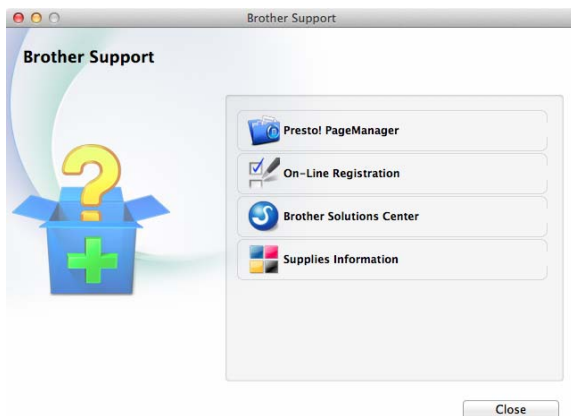 Brother Support
Brother Support
Presto! PageManager
On-Line Registration
Brother Solutions Center
Supplies Information
Close